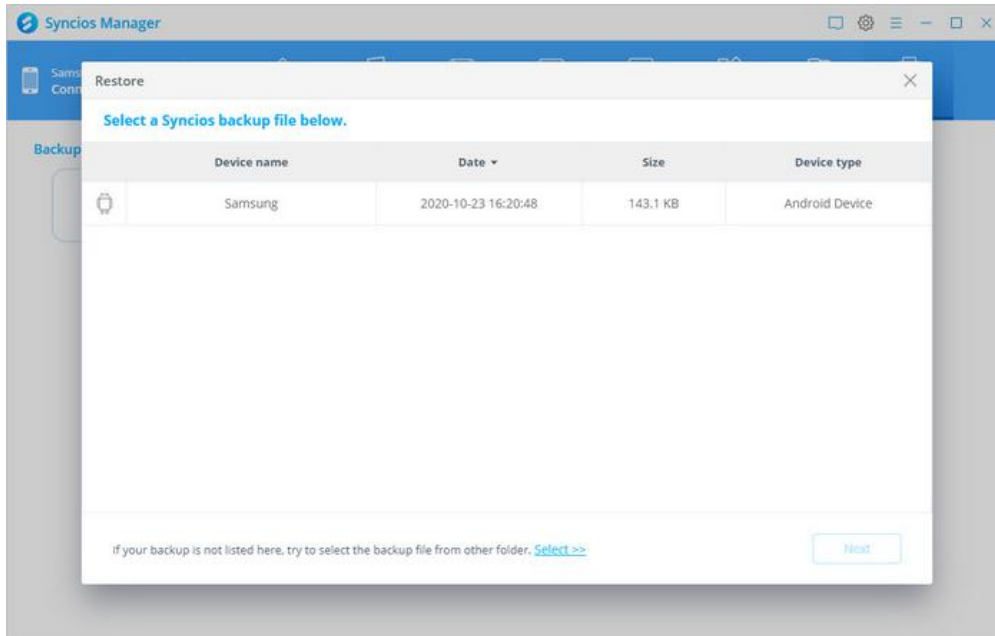 Syncios Manager
Restore
Select a Syncios backup file below.
Backup
Device name Date Size Device type
Samsung 2020-10-23 16:20:48 143.1 KB Android Device
If your backup is not listed here, try to select the backup file from other folder. Select >>
Next